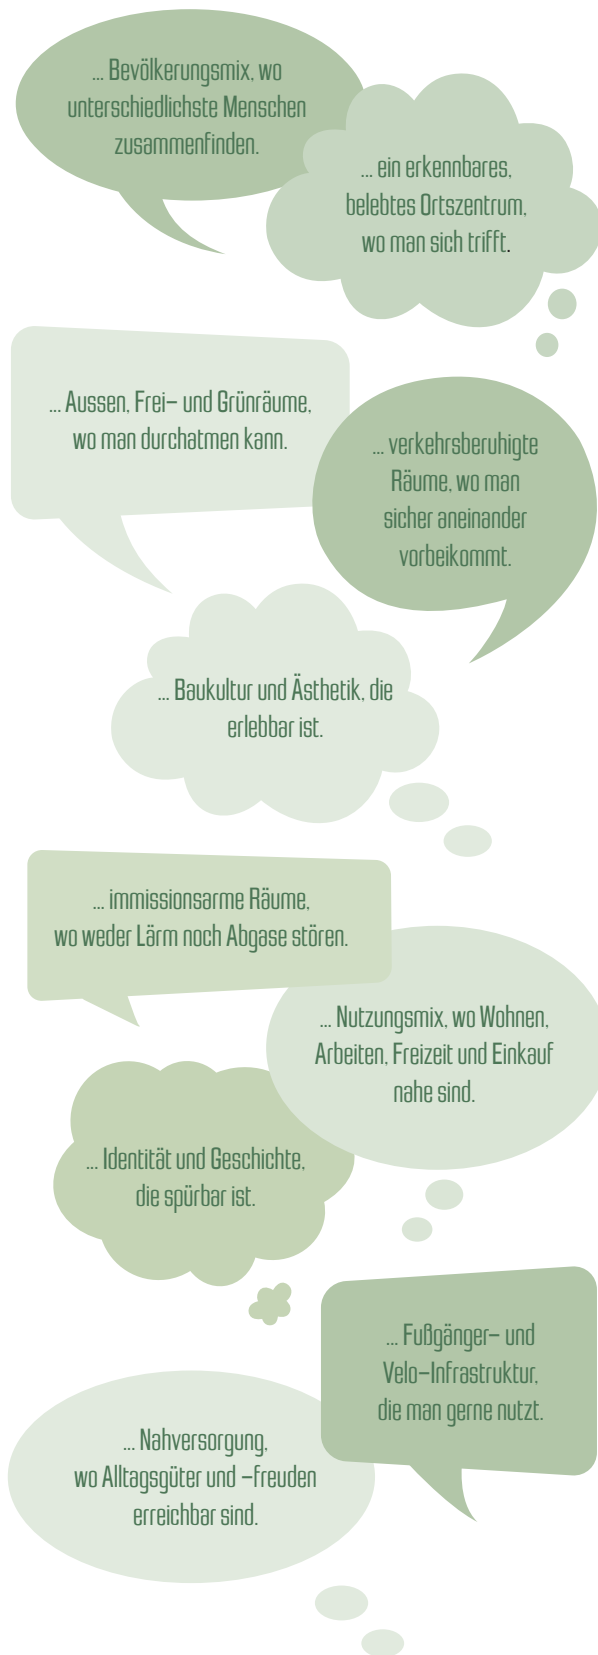 ... Bevölkerungsmix, wo
unterschiedlichste Menschen
zusammenfinden.
... ein erkennbares,
belebtes Ortszentrum,
wo man sich trifft.
... Aussen, Frei- und Grünräume,
wo man durchatmen kann.
... verkehrsberuhigte
Räume, wo man
sicher aneinander
vorbeikommt.
... Baukultur und Ästhetik, die
erlebbar ist.
... immissionsarme Räume,
wo weder Lärm noch Abgase stören.
... Nutzungsmix, wo Wohnen,
Arbeiten, Freizeit und Einkauf
nahe sind.
... Identität und Geschichte,
die spürbar ist.
... Fußgänger- und
Velo-Infrastruktur,
die man gerne nutzt.
... Nahversorgung,
wo Alltagsgüter und -freuden
erreichbar sind.